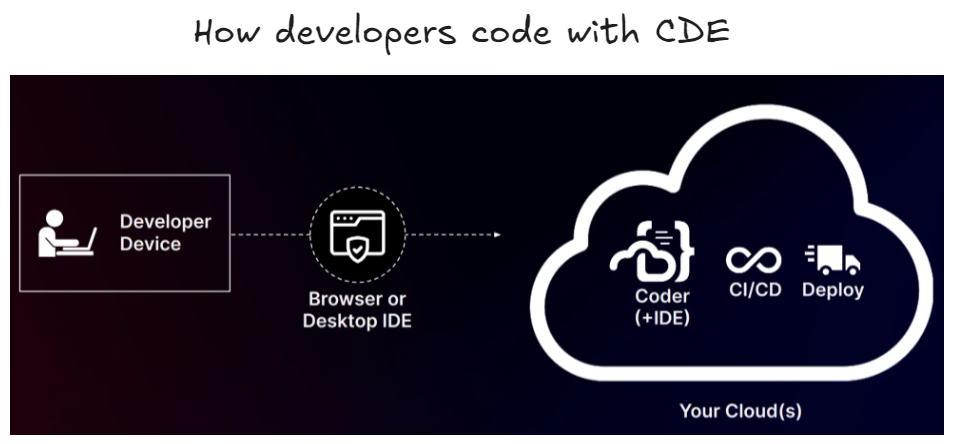 How developers code with CDE
Developer
Device
Browser or
Desktop IDE
Coder
(+IDE)
CI/CD
Deploy
Your Cloud(s)